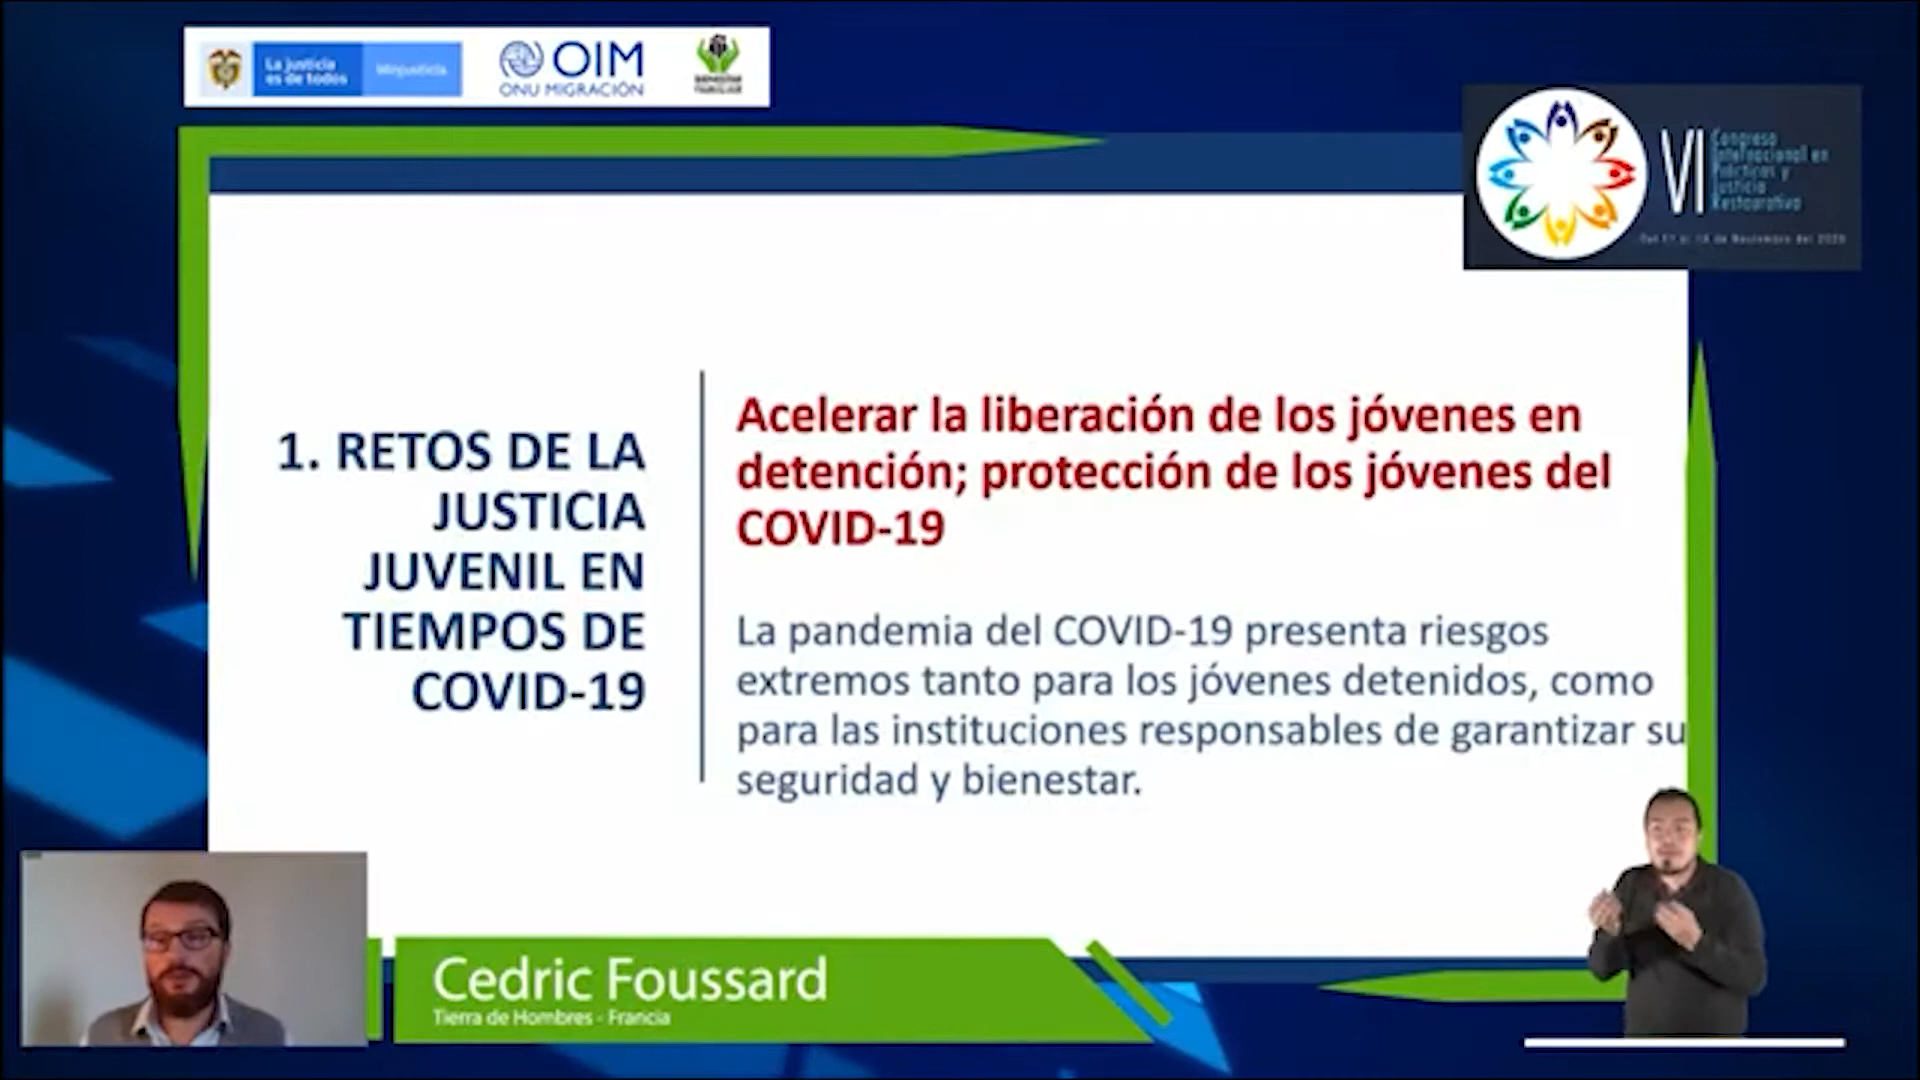 La justicia
es de todos
Minjusticia
OIM
ONU MIGRACIÓN
BIENESTAR
FAMILIAR
VI
Congreso
Internacional en
Prácticas y
Justicia
Restaurativa
1. RETOS DE LA
JUSTICIA
JUVENIL EN
TIEMPOS DE
COVID-19
Acelerar la liberación de los jóvenes en
detención; protección de los jóvenes del
COVID-19
La pandemia del COVID-19 presenta riesgos
extremos tanto para los jóvenes detenidos, como
para las instituciones responsables de garantizar su
seguridad y bienestar.
Cedric Foussard
Tierra de Hombres - Francia